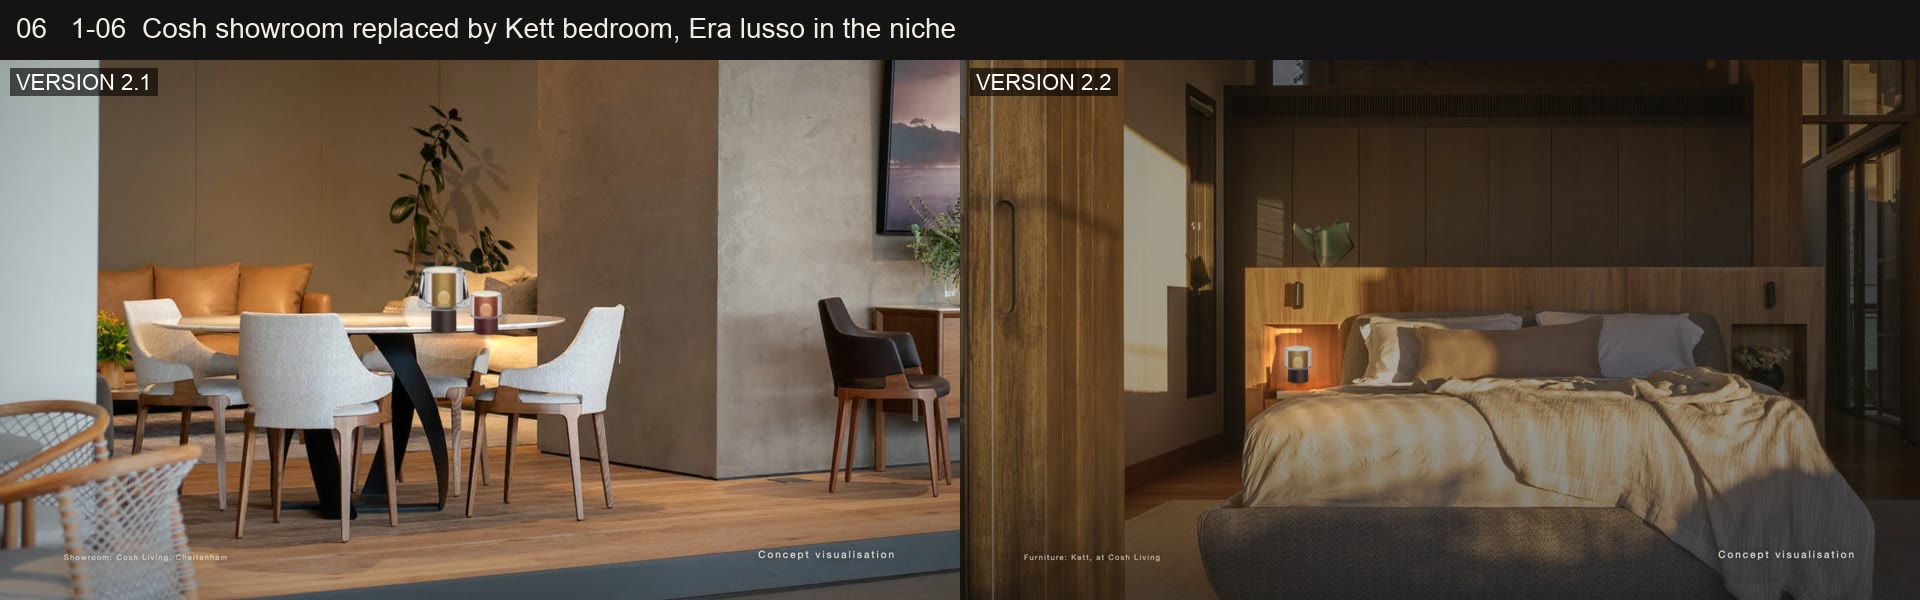 06 1-06 Cosh showroom replaced by Kett bedroom, Era lusso in the niche
VERSION 2.1
VERSION 2.2
Showroom: Cosh Living, Cheltenham
Concept visualisation
Furniture: Kett, at Cosh Living
Concept visualisation